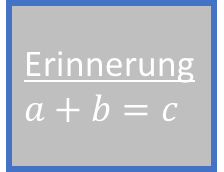 Erinnerung
a + b = c